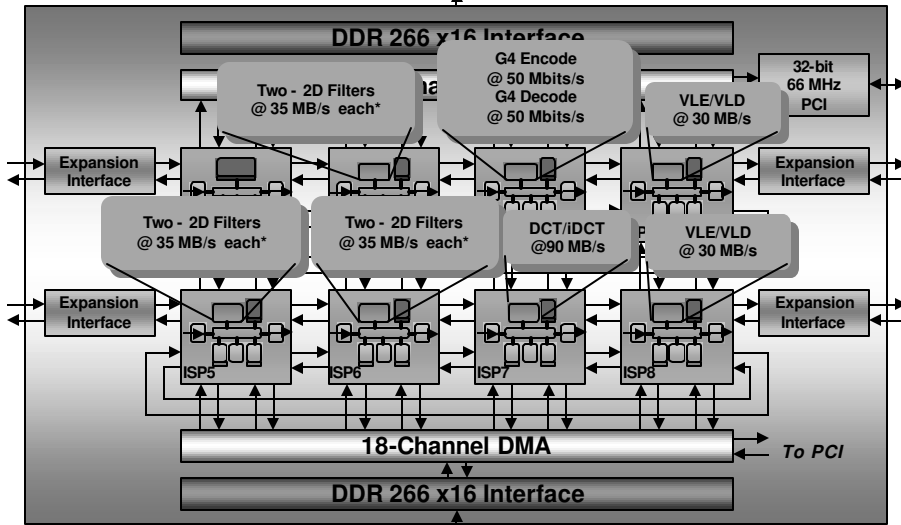 DDR 266 x16 Interface
G4 Encode
@ 50 Mbits/s
G4 Decode
@ 50 Mbits/s
Two - 2D Filters
@ 35 MB/s each*
32-bit
66 MHz
PCI
VLE/VLD
@ 30 MB/s
Expansion
Interface
Expansion
Interface
Two - 2D Filters
@ 35 MB/s each*
Two - 2D Filters
@ 35 MB/s each*
DCT/iDCT
@90 MB/s
VLE/VLD
@ 30 MB/s
Expansion
Interface
Expansion
Interface
ISP5
ISP6
ISP7
ISP8
18-Channel DMA
To PCI
DDR 266 x16 Interface